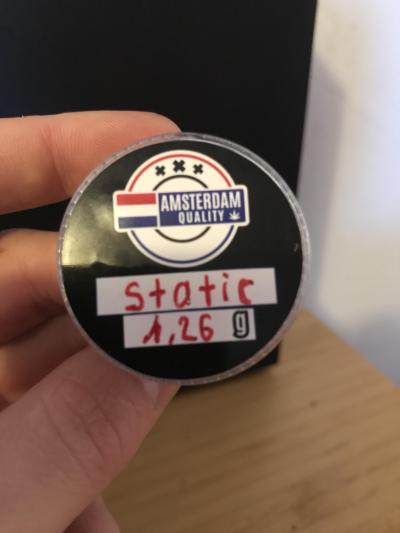 AMSTERDAM
QUALITY
Static
1,26 g